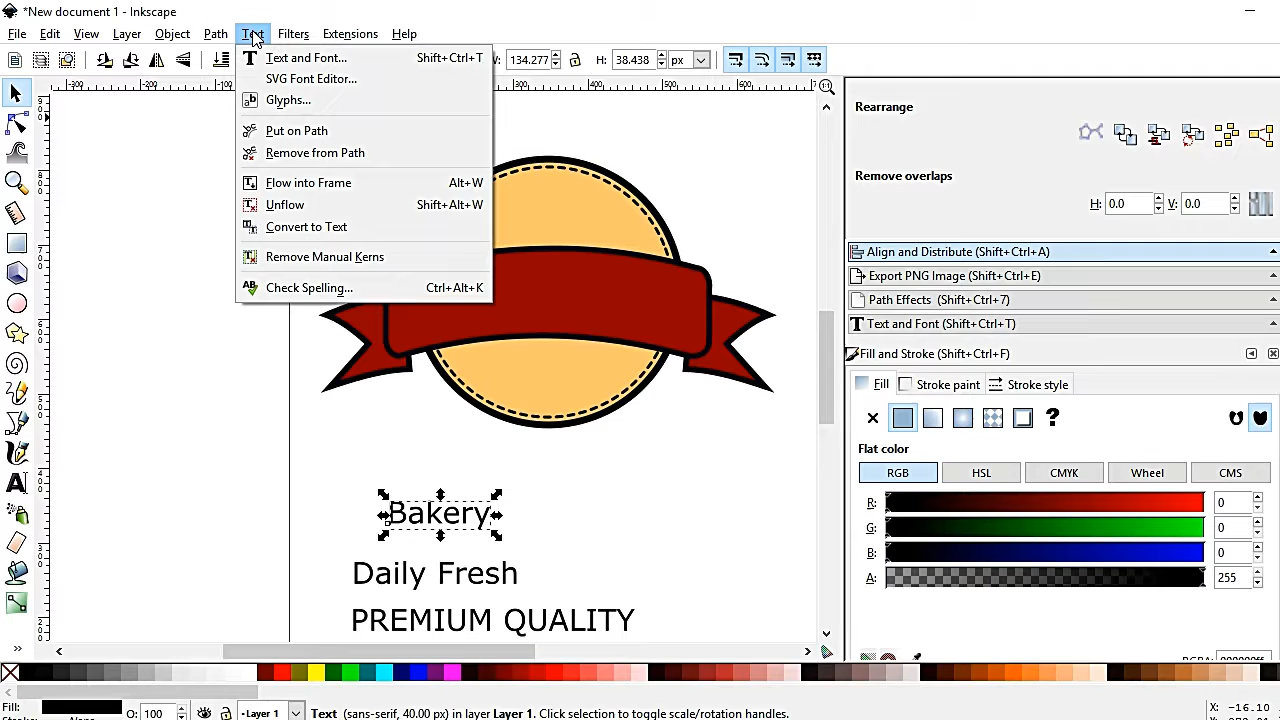 *New document 1 - Inkscape
File Edit View Layer Object Path Text Filters Extensions Help
W: 134.277 H: 38.438 px
Text and Font... Shift+Ctrl+T
SVG Font Editor...
Glyphs...
Put on Path
Remove from Path
Flow into Frame Alt+W
Unflow Shift+Alt+W
Convert to Text
Remove Manual Kerns
Check Spelling... Ctrl+Alt+K
Bakery
Daily Fresh
PREMIUM QUALITY
Rearrange
Remove overlaps
H: 0.0 V: 0.0
Align and Distribute (Shift+Ctrl+A)
Export PNG Image (Shift+Ctrl+E)
Path Effects (Shift+Ctrl+7)
Text and Font (Shift+Ctrl+T)
Fill and Stroke (Shift+Ctrl+F)
Fill Stroke paint Stroke style
Flat color
RGB HSL CMYK Wheel CMS
R: 0
G: 0
B: 0
A: 255
Fill: O: 100 Layer 1 Text (sans-serif, 40.00 px) in layer Layer 1. Click selection to toggle scale/rotation handles. X: -16.10